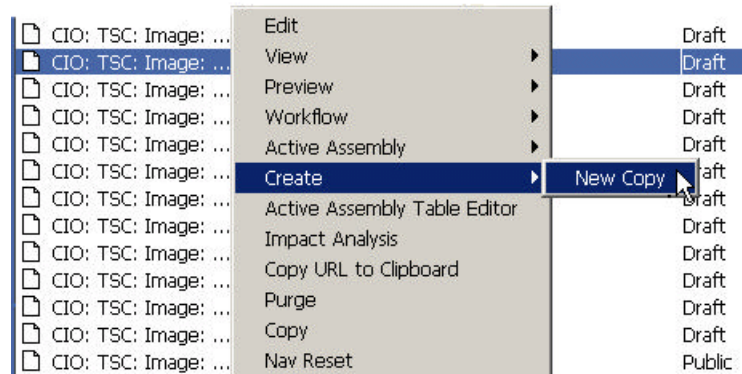 CIO: TSC: Image: ...
CIO: TSC: Image: ...
CIO: TSC: Image: ...
CIO: TSC: Image: ...
CIO: TSC: Image: ...
CIO: TSC: Image: ...
CIO: TSC: Image: ...
CIO: TSC: Image: ...
CIO: TSC: Image: ...
CIO: TSC: Image: ...
CIO: TSC: Image: ...
CIO: TSC: Image: ...
CIO: TSC: Image: ...
Edit
View
Preview
Workflow
Active Assembly
Create
Active Assembly Table Editor
Impact Analysis
Copy URL to Clipboard
Purge
Copy
Nav Reset
New Copy
Draft
Draft
Draft
Draft
Draft
raft
Draft
Draft
Draft
Draft
Draft
Draft
Public